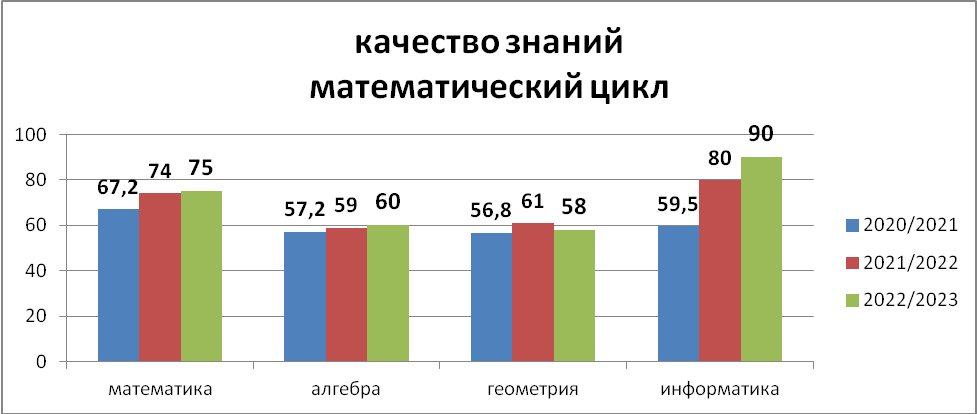 качество знаний
математический цикл
100
80
60
40
20
0
67,2 74 75
57,2 59 60
56,8 61 58
59,5 80 90
математика алгебра геометрия информатика
2020/2021
2021/2022
2022/2023